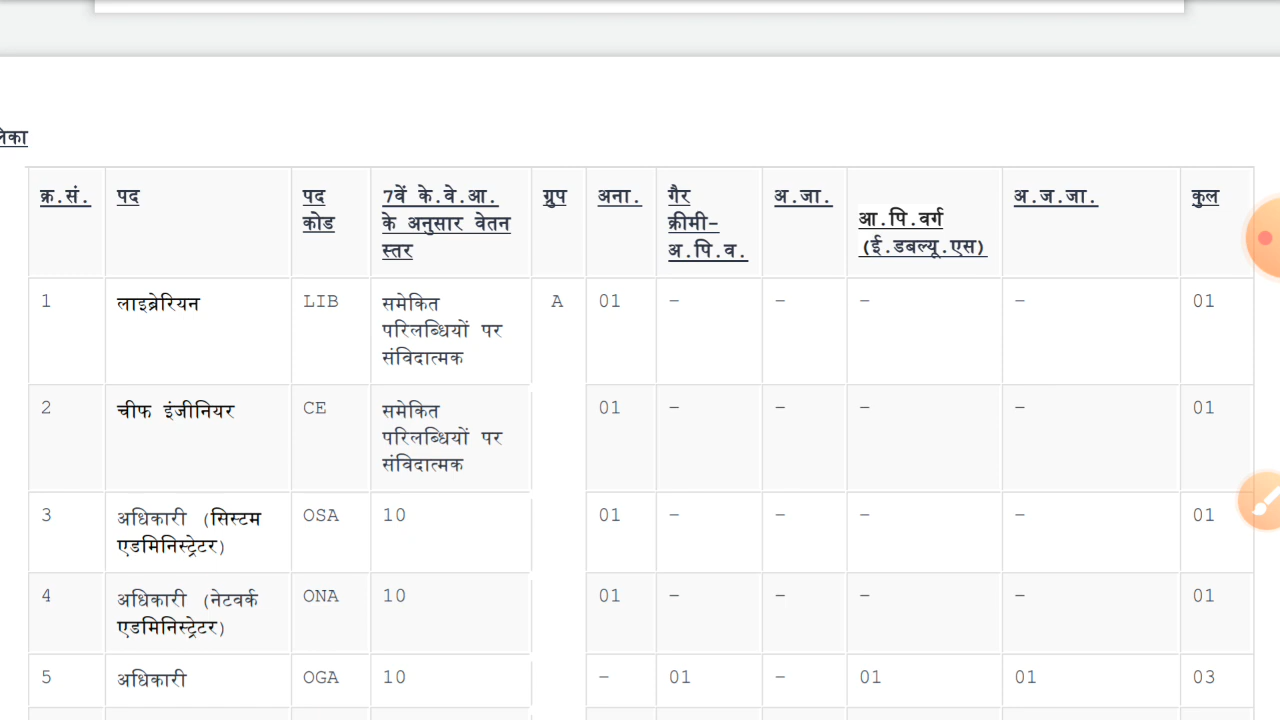 क्र.सं. पद पद कोड 7वें के.वे.आ. के अनुसार वेतन स्तर ग्रुप अना. गैर क्रीमी-अ.पि.व. अ.जा. आ.पि.वर्ग (ई.डबल्यू.एस) अ.ज.जा. कुल
1 लाइब्रेरियन LIB समेकित परिलब्धियों पर संविदात्मक A 01 – – – – 01
2 चीफ इंजीनियर CE समेकित परिलब्धियों पर संविदात्मक 01 – – – – 01
3 अधिकारी (सिस्टम एडमिनिस्ट्रेटर) OSA 10 01 – – – – 01
4 अधिकारी (नेटवर्क एडमिनिस्ट्रेटर) ONA 10 01 – – – – 01
5 अधिकारी OGA 10 – 01 – 01 01 03